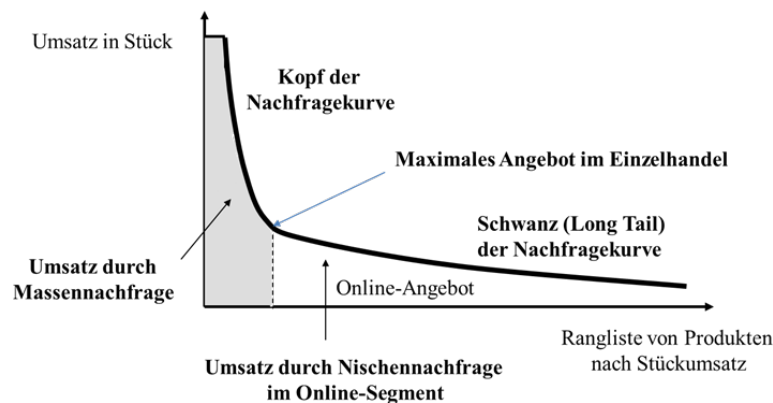 Umsatz in Stück
Kopf der
Nachfragekurve
Maximales Angebot im Einzelhandel
Schwanz (Long Tail)
der Nachfragekurve
Umsatz durch
Massennachfrage
Online-Angebot
Rangliste von Produkten
nach Stückumsatz
Umsatz durch Nischennachfrage
im Online-Segment